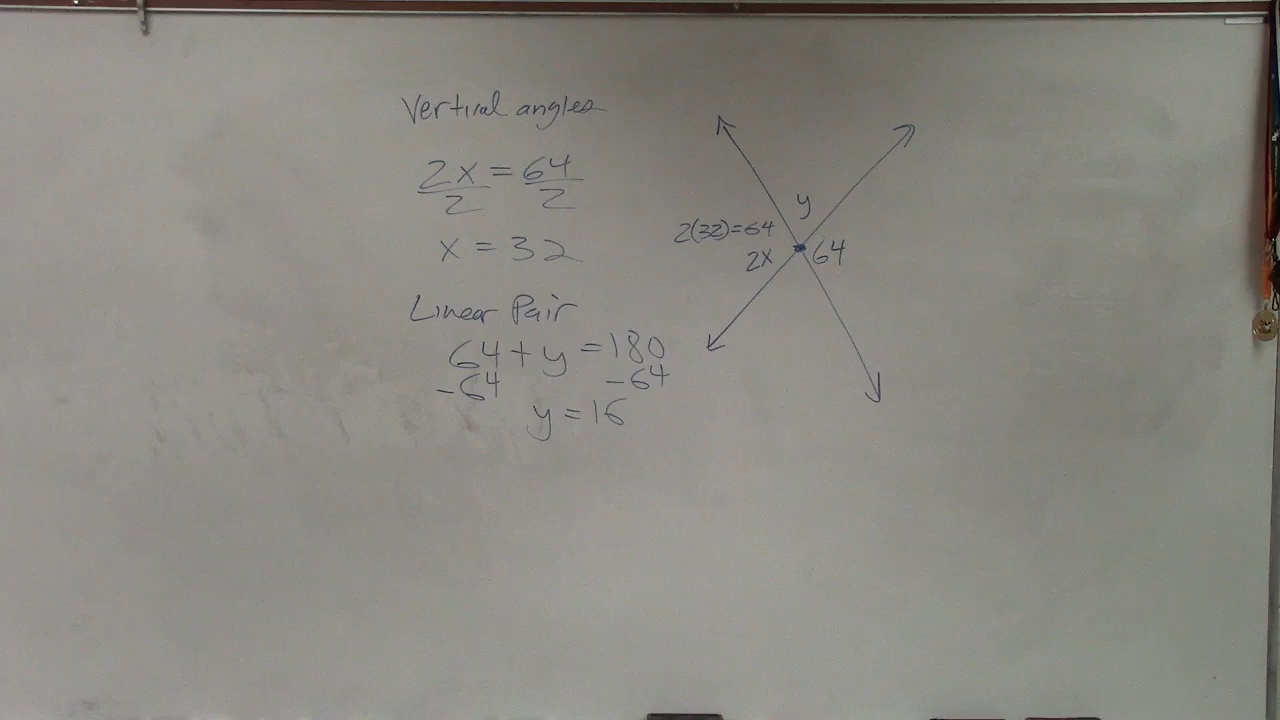 Vertical angles
2x = 64
2 2
x = 32
Linear Pair
64 + y = 180
-64 -64
y = 16
y
2(32)=64
2x 64